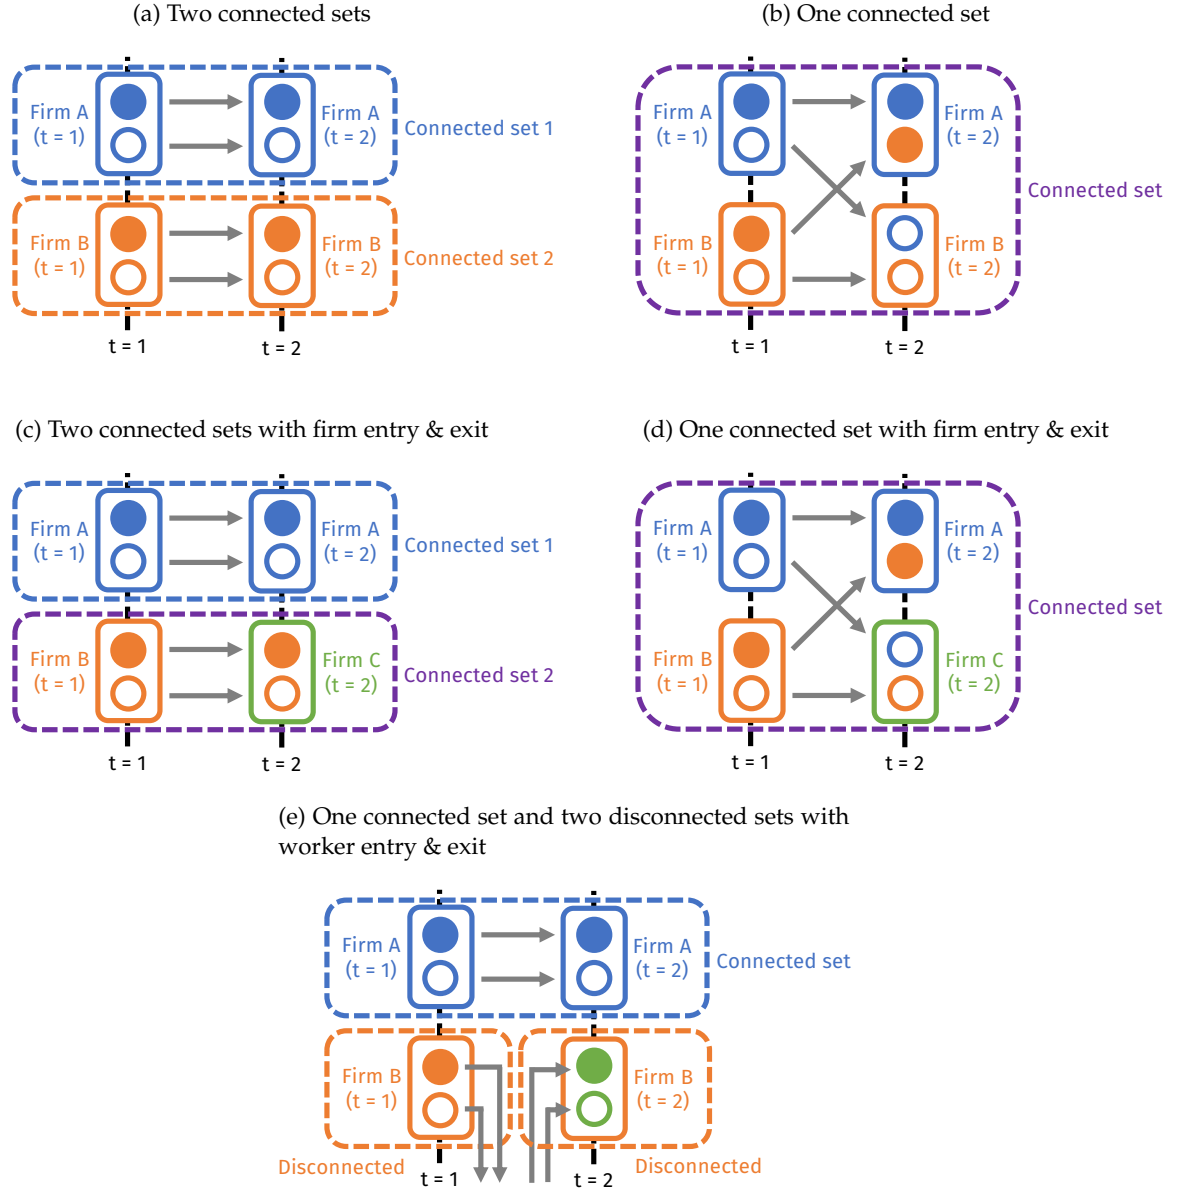 (a) Two connected sets
Firm A
(t = 1)
Firm A
(t = 2)
Connected set 1
Firm B
(t = 1)
Firm B
(t = 2)
Connected set 2
t = 1
t = 2
(b) One connected set
Firm A
(t = 1)
Firm A
(t = 2)
Connected set
Firm B
(t = 1)
Firm B
(t = 2)
t = 1
t = 2
(c) Two connected sets with firm entry & exit
Firm A
(t = 1)
Firm A
(t = 2)
Connected set 1
Firm B
(t = 1)
Firm C
(t = 2)
Connected set 2
t = 1
t = 2
(d) One connected set with firm entry & exit
Firm A
(t = 1)
Firm A
(t = 2)
Connected set
Firm B
(t = 1)
Firm C
(t = 2)
t = 1
t = 2
(e) One connected set and two disconnected sets with
worker entry & exit
Firm A
(t = 1)
Firm A
(t = 2)
Connected set
Firm B
(t = 1)
Firm B
(t = 2)
Disconnected
t = 1
t = 2
Disconnected